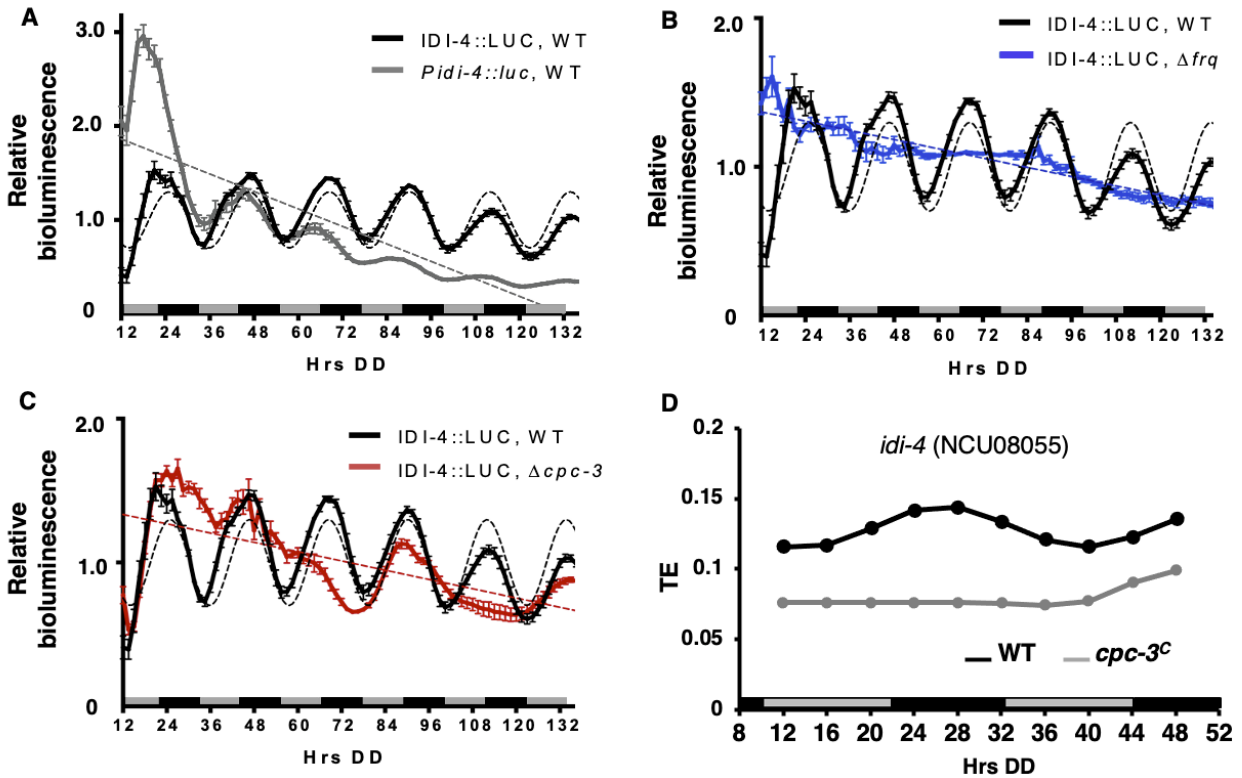 A
3.0
2.0
1.0
0
Relative
bioluminescence
IDI-4::LUC, WT
Pidi-4::luc, WT
12 24 36 48 60 72 84 96 108 120 132
Hrs DD
B
2.0
1.0
0
Relative
bioluminescence
IDI-4::LUC, WT
IDI-4::LUC, Δfrq
12 24 36 48 60 72 84 96 108 120 132
Hrs DD
C
2.0
1.0
0
Relative
bioluminescence
IDI-4::LUC, WT
IDI-4::LUC, Δcpc-3
12 24 36 48 60 72 84 96 108 120 132
Hrs DD
D
0.2
0.15
0.1
0.05
0
TE
idi-4 (NCU08055)
WT
cpc-3ᶜ
8 12 16 20 24 28 32 36 40 44 48 52
Hrs DD